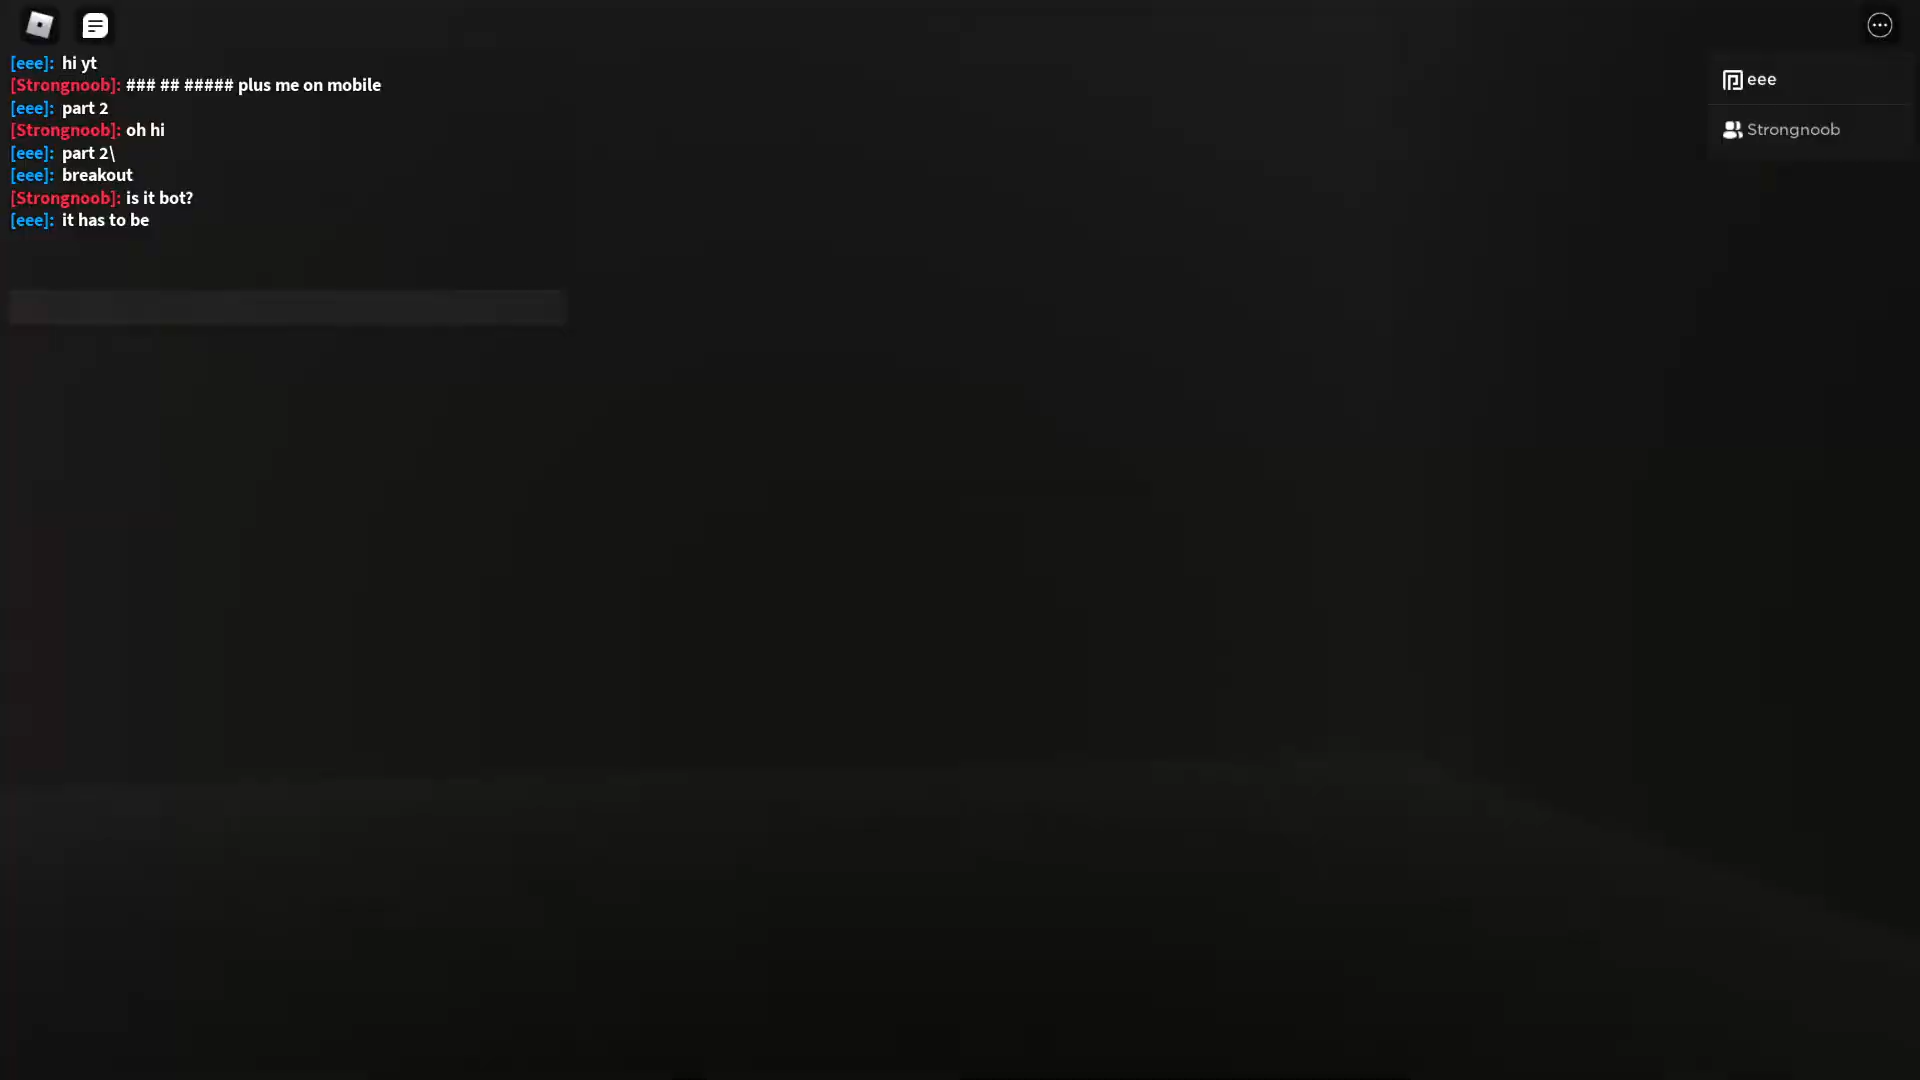 [eee]: hi yt
[Strongnoob]: ### ## ##### plus me on mobile
[eee]: part 2
[Strongnoob]: oh hi
[eee]: part 2\
[eee]: breakout
[Strongnoob]: is it bot?
[eee]: it has to be
eee
Strongnoob